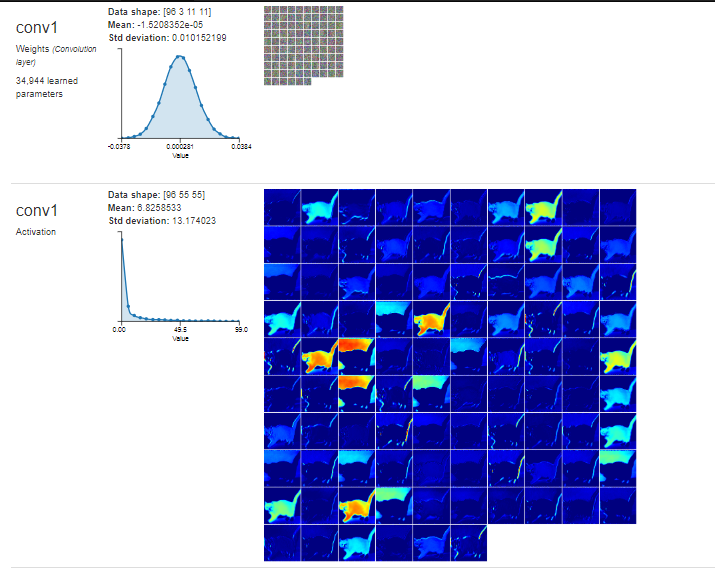 conv1
Weights (Convolution
layer)
34,944 learned
parameters
Data shape: [96 3 11 11]
Mean: -1.5208352e-05
Std deviation: 0.010152199
-0.0378 0.000281 0.0384
Value
conv1
Activation
Data shape: [96 55 55]
Mean: 6.8258533
Std deviation: 13.174023
0.00 49.5 99.0
Value